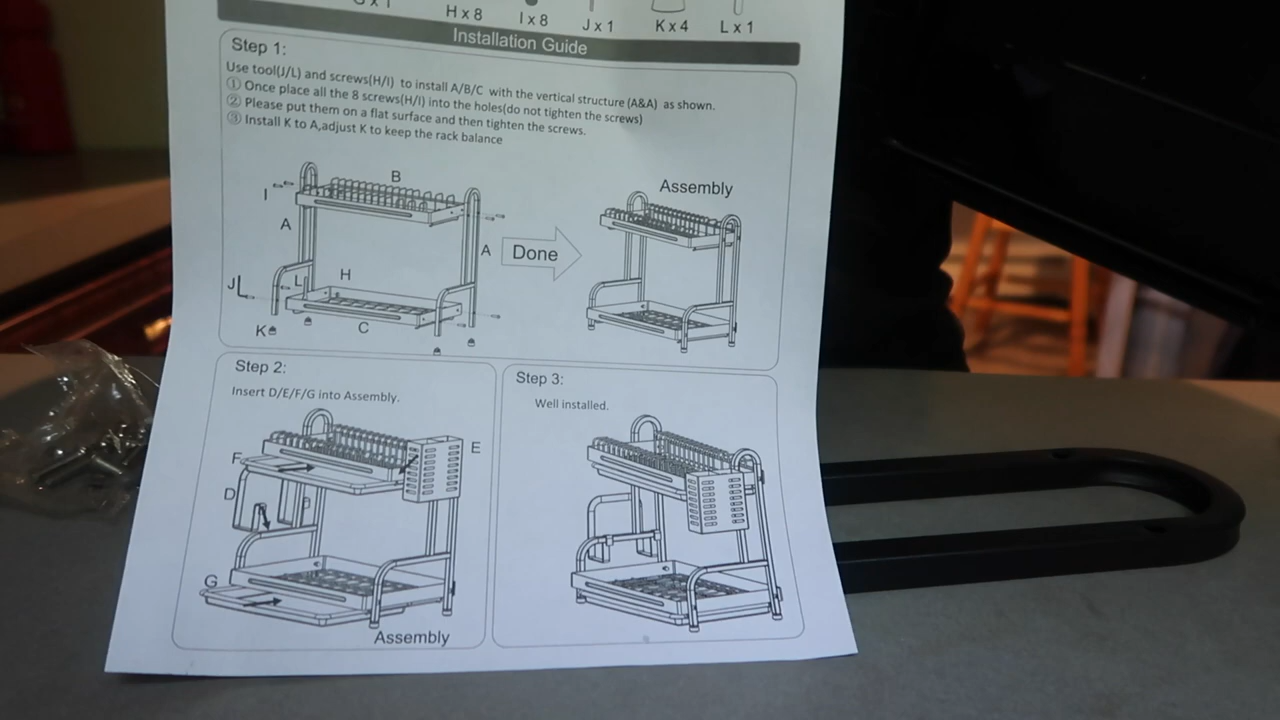 G x 1
H x 8
I x 8
J x 1
K x 4
L x 1
Installation Guide
Step 1:
Use tool(J/L) and screws(H/I) to install A/B/C with the vertical structure (A&A) as shown.
① Once place all the 8 screws(H/I) into the holes(do not tighten the screws)
② Please put them on a flat surface and then tighten the screws.
③ Install K to A,adjust K to keep the rack balance
B
I
A
A
H
J
L
K
C
Done
Assembly
Step 2:
Insert D/E/F/G into Assembly.
E
F
D
G
Assembly
Step 3:
Well installed.